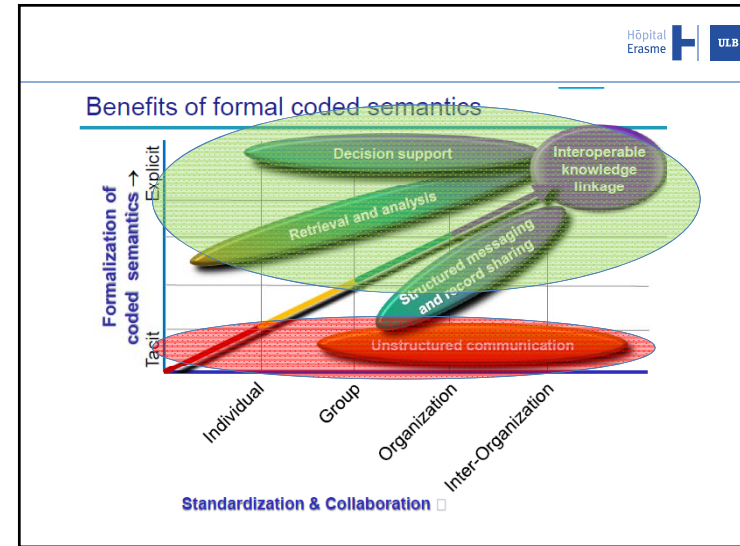 Hôpital
Erasme
ULB
Benefits of formal coded semantics
Formalization of
coded semantics →
Explicit
Tacit
Decision support
Interoperable
knowledge
linkage
Retrieval and analysis
Structured messaging
and record sharing
Unstructured communication
Individual
Group
Organization
Inter-Organization
Standardization & Collaboration